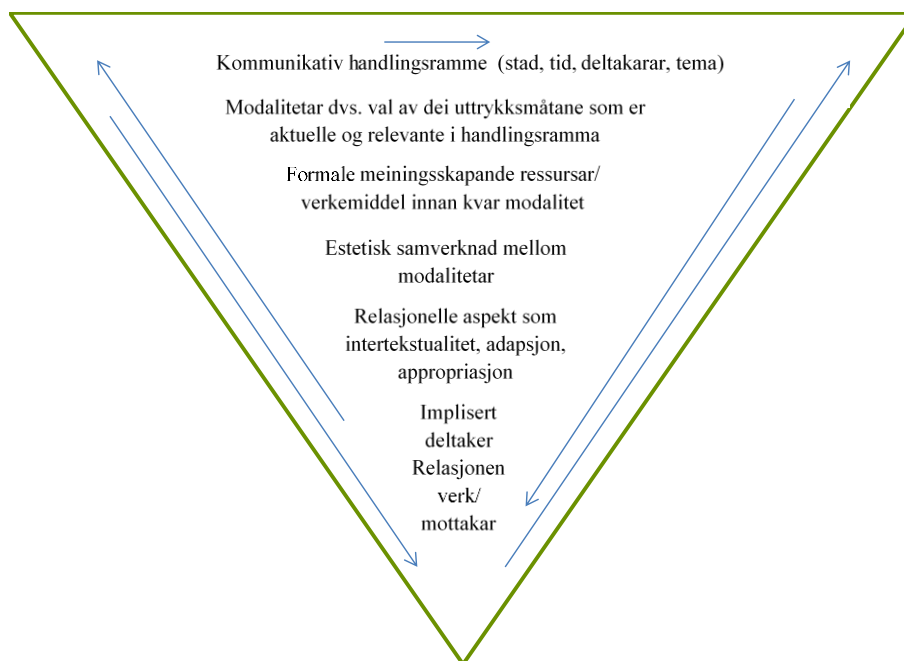 Kommunikativ handlingsramme (stad, tid, deltakarar, tema)
Modalitetar dvs. val av dei uttrykksmåtane som er
aktuelle og relevante i handlingsramma
Formale meiningsskapande ressursar/
verkemiddel innan kvar modalitet
Estetisk samverknad mellom
modalitetar
Relasjonelle aspekt som
intertekstualitet, adapsjon,
appropriasjon
Implisert
deltaker
Relasjonen
verk/
mottakar